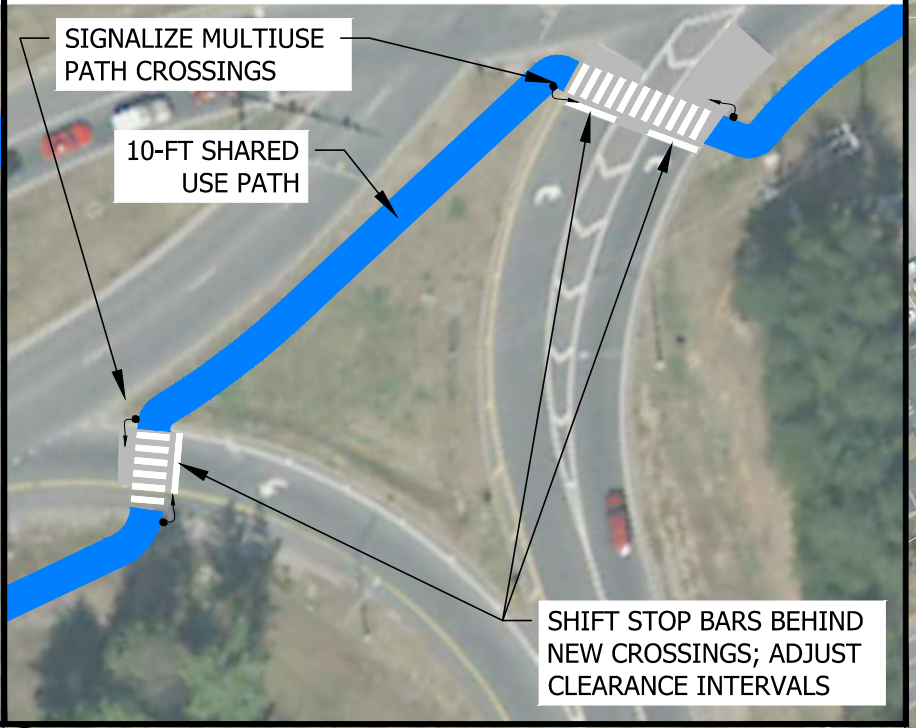 SIGNALIZE MULTIUSE
PATH CROSSINGS
10-FT SHARED
USE PATH
SHIFT STOP BARS BEHIND
NEW CROSSINGS; ADJUST
CLEARANCE INTERVALS